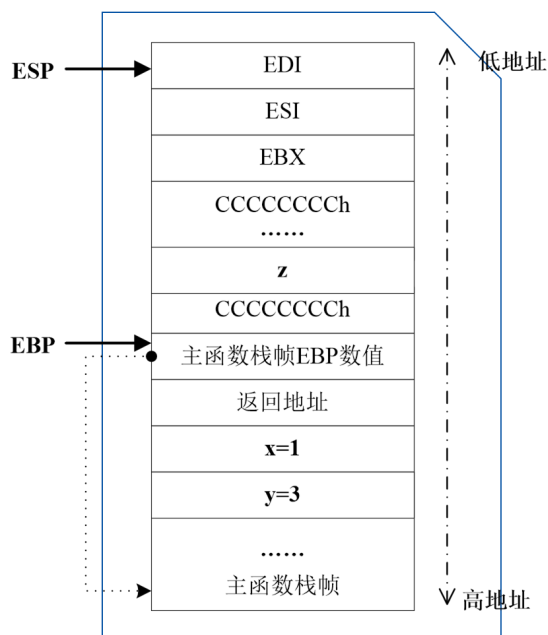 低地址
ESP
EDI
ESI
EBX
CCCCCCCCh
……
z
CCCCCCCCh
EBP
主函数栈帧EBP数值
返回地址
x=1
y=3
……
主函数栈帧
高地址